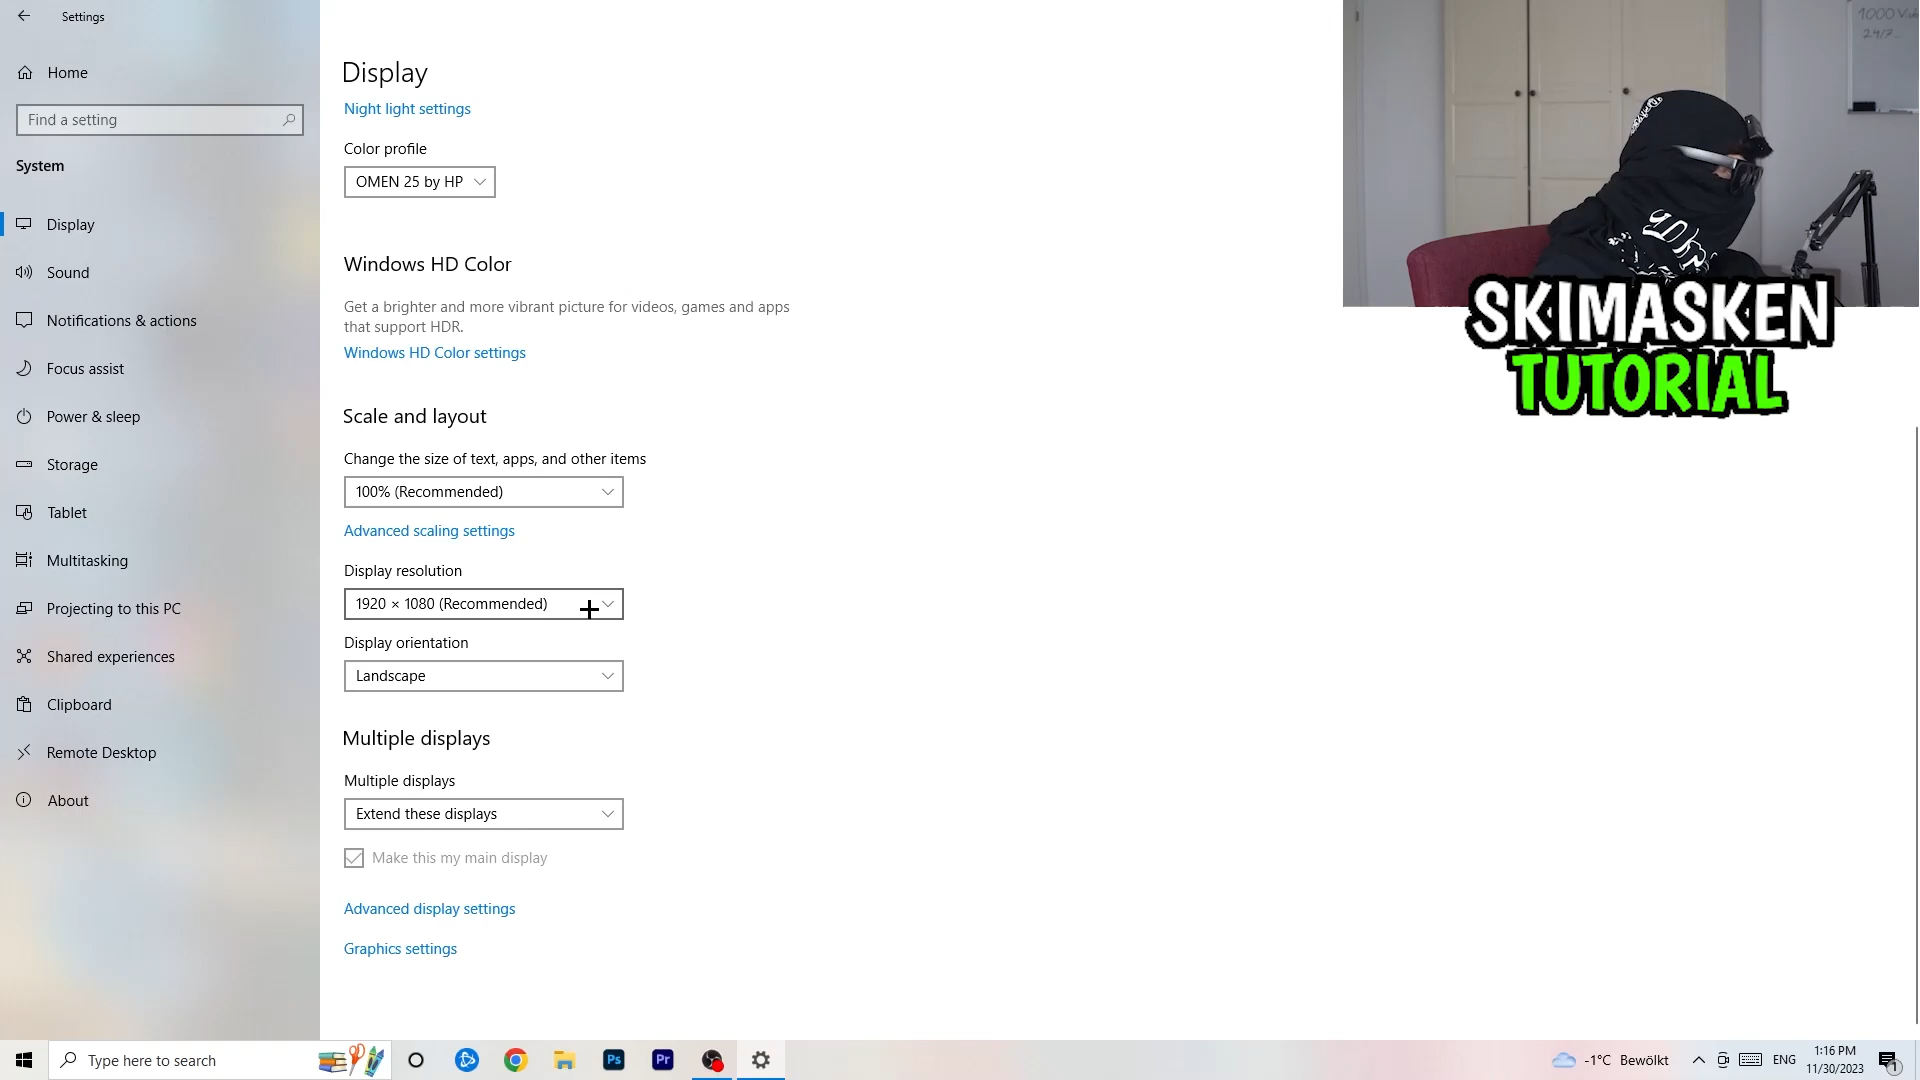 Settings
Home
Find a setting
System
Display
Sound
Notifications & actions
Focus assist
Power & sleep
Storage
Tablet
Multitasking
Projecting to this PC
Shared experiences
Clipboard
Remote Desktop
About
Display
Night light settings
Color profile
OMEN 25 by HP
Windows HD Color
Get a brighter and more vibrant picture for videos, games and apps
that support HDR.
Windows HD Color settings
Scale and layout
Change the size of text, apps, and other items
100% (Recommended)
Advanced scaling settings
Display resolution
1920 × 1080 (Recommended)
Display orientation
Landscape
Multiple displays
Multiple displays
Extend these displays
Make this my main display
Advanced display settings
Graphics settings
1000
24/7
SKIMASKEN
TUTORIAL
Type here to search
Ps
Pr
-1°C Bewölkt
ENG
1:16 PM
11/30/2023
1